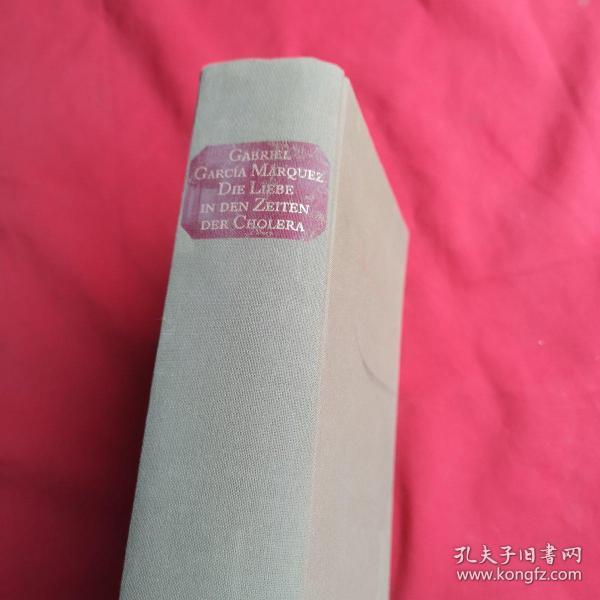 GABRIEL
GARCÍA MÁRQUEZ
DIE LIEBE
IN DEN ZEITEN
DER CHOLERA
孔夫子旧书网
www.kongfz.com